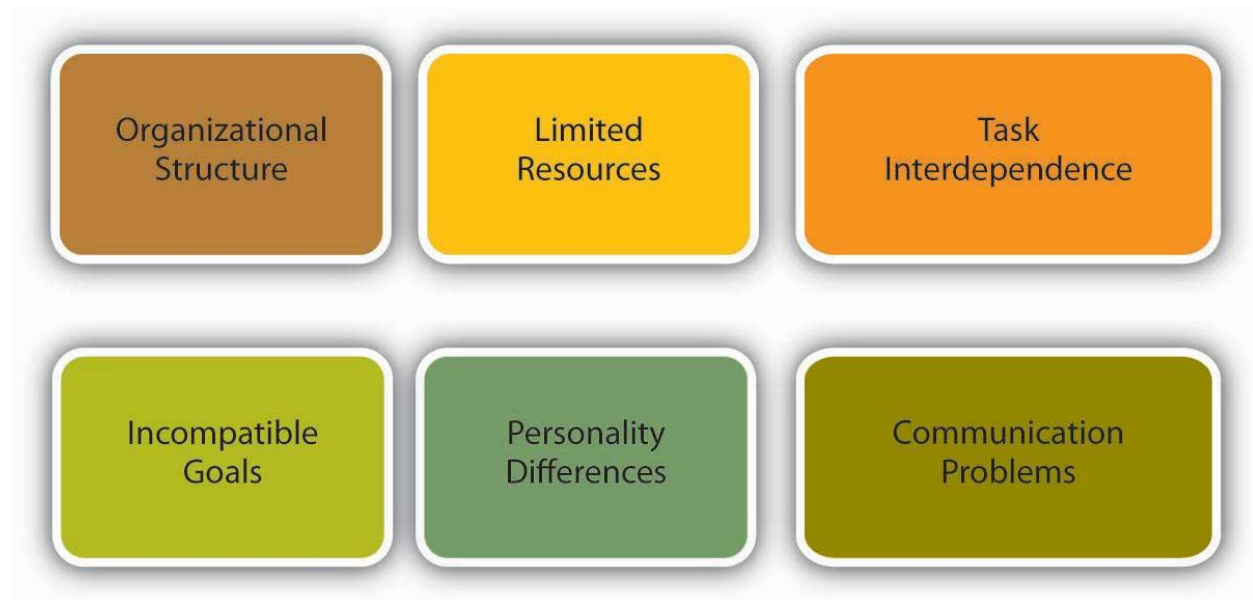 Organizational
Structure
Limited
Resources
Task
Interdependence
Incompatible
Goals
Personality
Differences
Communication
Problems